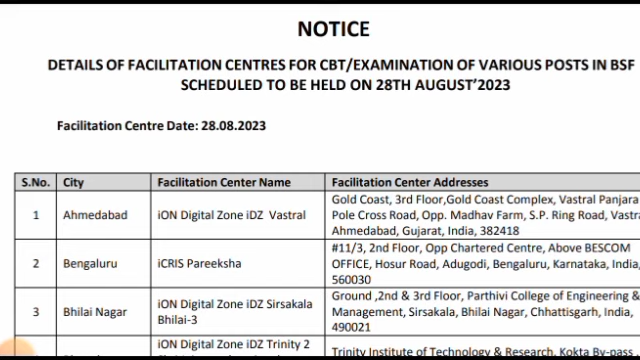 NOTICE
DETAILS OF FACILITATION CENTRES FOR CBT/EXAMINATION OF VARIOUS POSTS IN BSF
SCHEDULED TO BE HELD ON 28TH AUGUST'2023
Facilitation Centre Date: 28.08.2023
S.No. City Facilitation Center Name Facilitation Center Addresses
1 Ahmedabad iON Digital Zone iDZ Vastral
Gold Coast, 3rd Floor,Gold Coast Complex, Vastral Panjara
Pole Cross Road, Opp. Madhav Farm, S.P. Ring Road, Vastra
Ahmedabad, Gujarat, India, 382418
2 Bengaluru iCRIS Pareeksha
#11/3, 2nd Floor, Opp Chartered Centre, Above BESCOM
OFFICE, Hosur Road, Adugodi, Bengaluru, Karnataka, India,
560030
3 Bhilai Nagar
iON Digital Zone iDZ Sirsakala
Bhilai-3
Ground ,2nd & 3rd Floor, Parthivi College of Engineering &
Management, Sirsakala, Bhilai Nagar, Chhattisgarh, India,
490021
iON Digital Zone iDZ Trinity 2
Trinity Institute of Technology & Research, Kokta By-pass